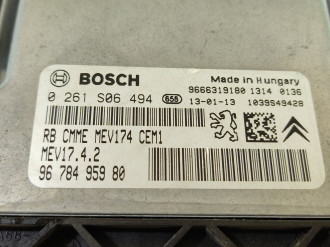 BOSCH
Made in Hungary
9666319180 1314 0136
0 261 S06 494 658 13-01-13 1039S49428
RB CMME MEV174 CEM1
MEV17.4.2
96 784 959 80